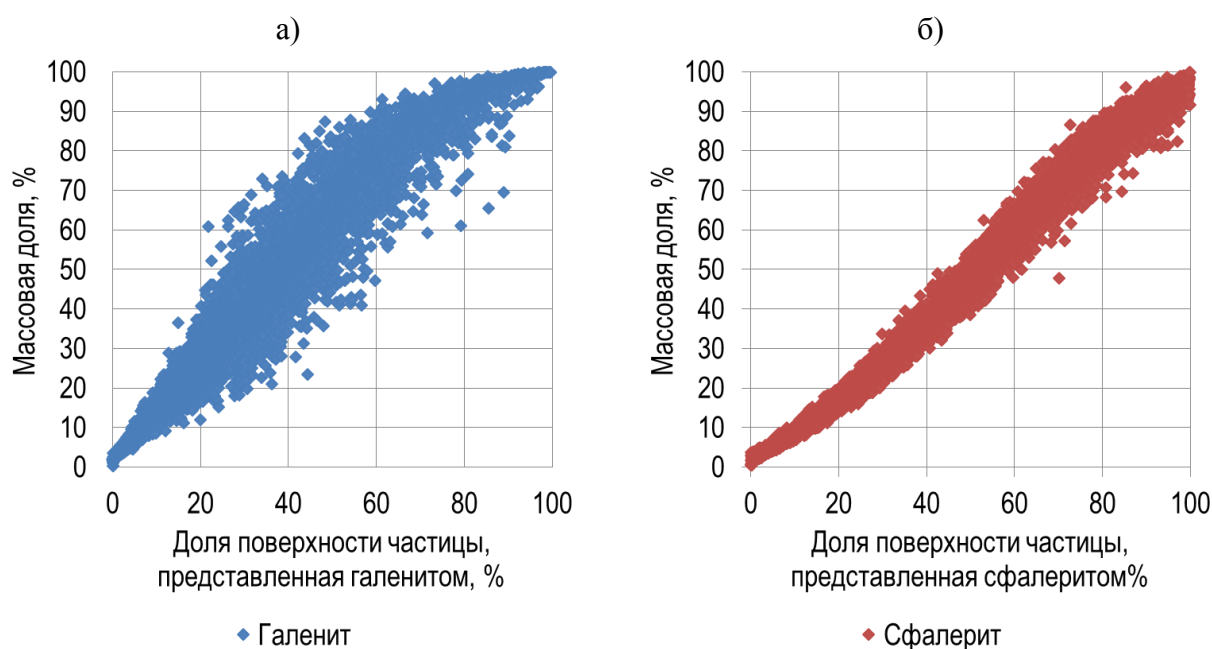 а)
100
90
80
70
60
50
40
30
20
10
0
Массовая доля, %
0 20 40 60 80 100
Доля поверхности частицы,
представленная галенитом, %
Галенит
б)
100
90
80
70
60
50
40
30
20
10
0
Массовая доля, %
0 20 40 60 80 100
Доля поверхности частицы,
представленная сфалеритом%
Сфалерит